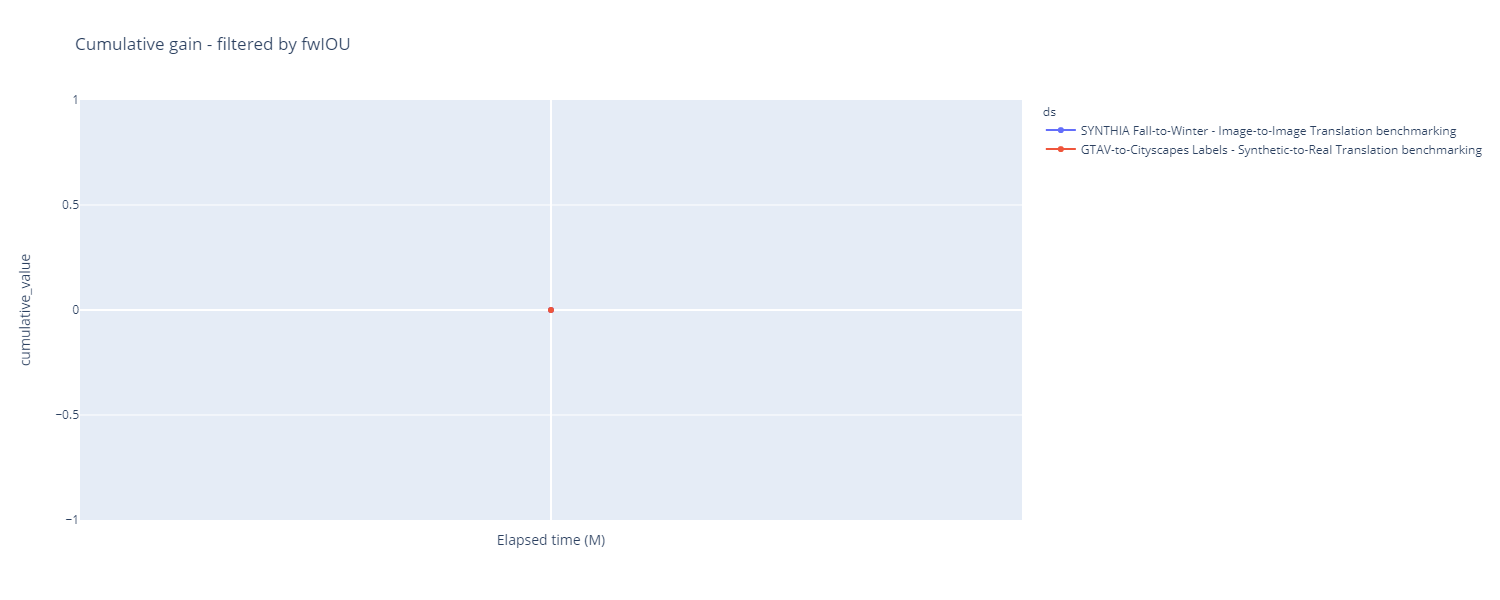 Cumulative gain - filtered by fwIOU
1
0.5
0
−0.5
−1
cumulative_value
Elapsed time (M)
ds
SYNTHIA Fall-to-Winter - Image-to-Image Translation benchmarking
GTAV-to-Cityscapes Labels - Synthetic-to-Real Translation benchmarking